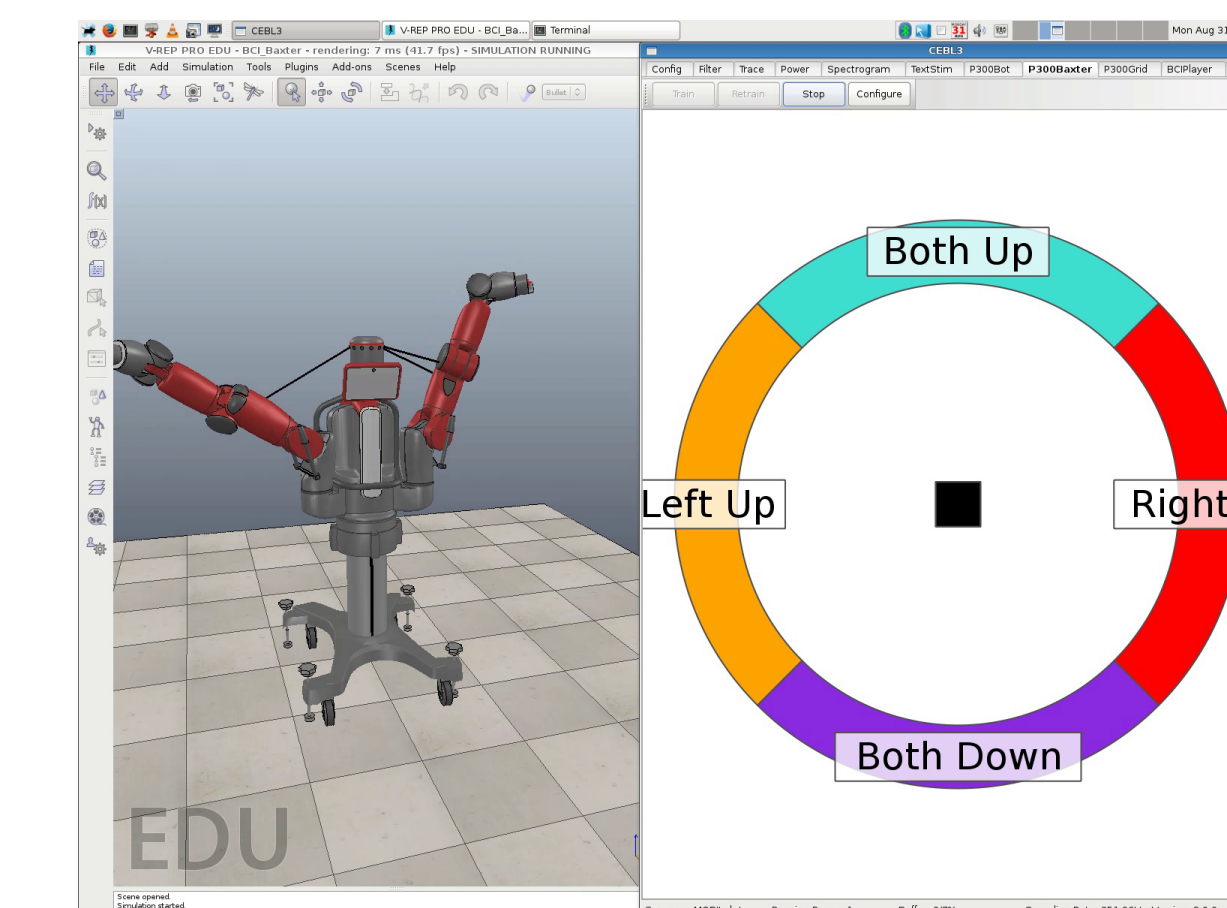 CEBL3
V-REP PRO EDU - BCI_Ba...
Terminal
31
Mon Aug 31
V-REP PRO EDU - BCI_Baxter - rendering: 7 ms (41.7 fps) - SIMULATION RUNNING
File Edit Add Simulation Tools Plugins Add-ons Scenes Help
Bullet
f(x)
EDU
Scene opened.
Simulation started.
CEBL3
Config Filter Trace Power Spectrogram TextStim P300Bot P300Baxter P300Grid BCIPlayer
Train Retrain Stop Configure
Both Up
Left Up
Right
Both Down